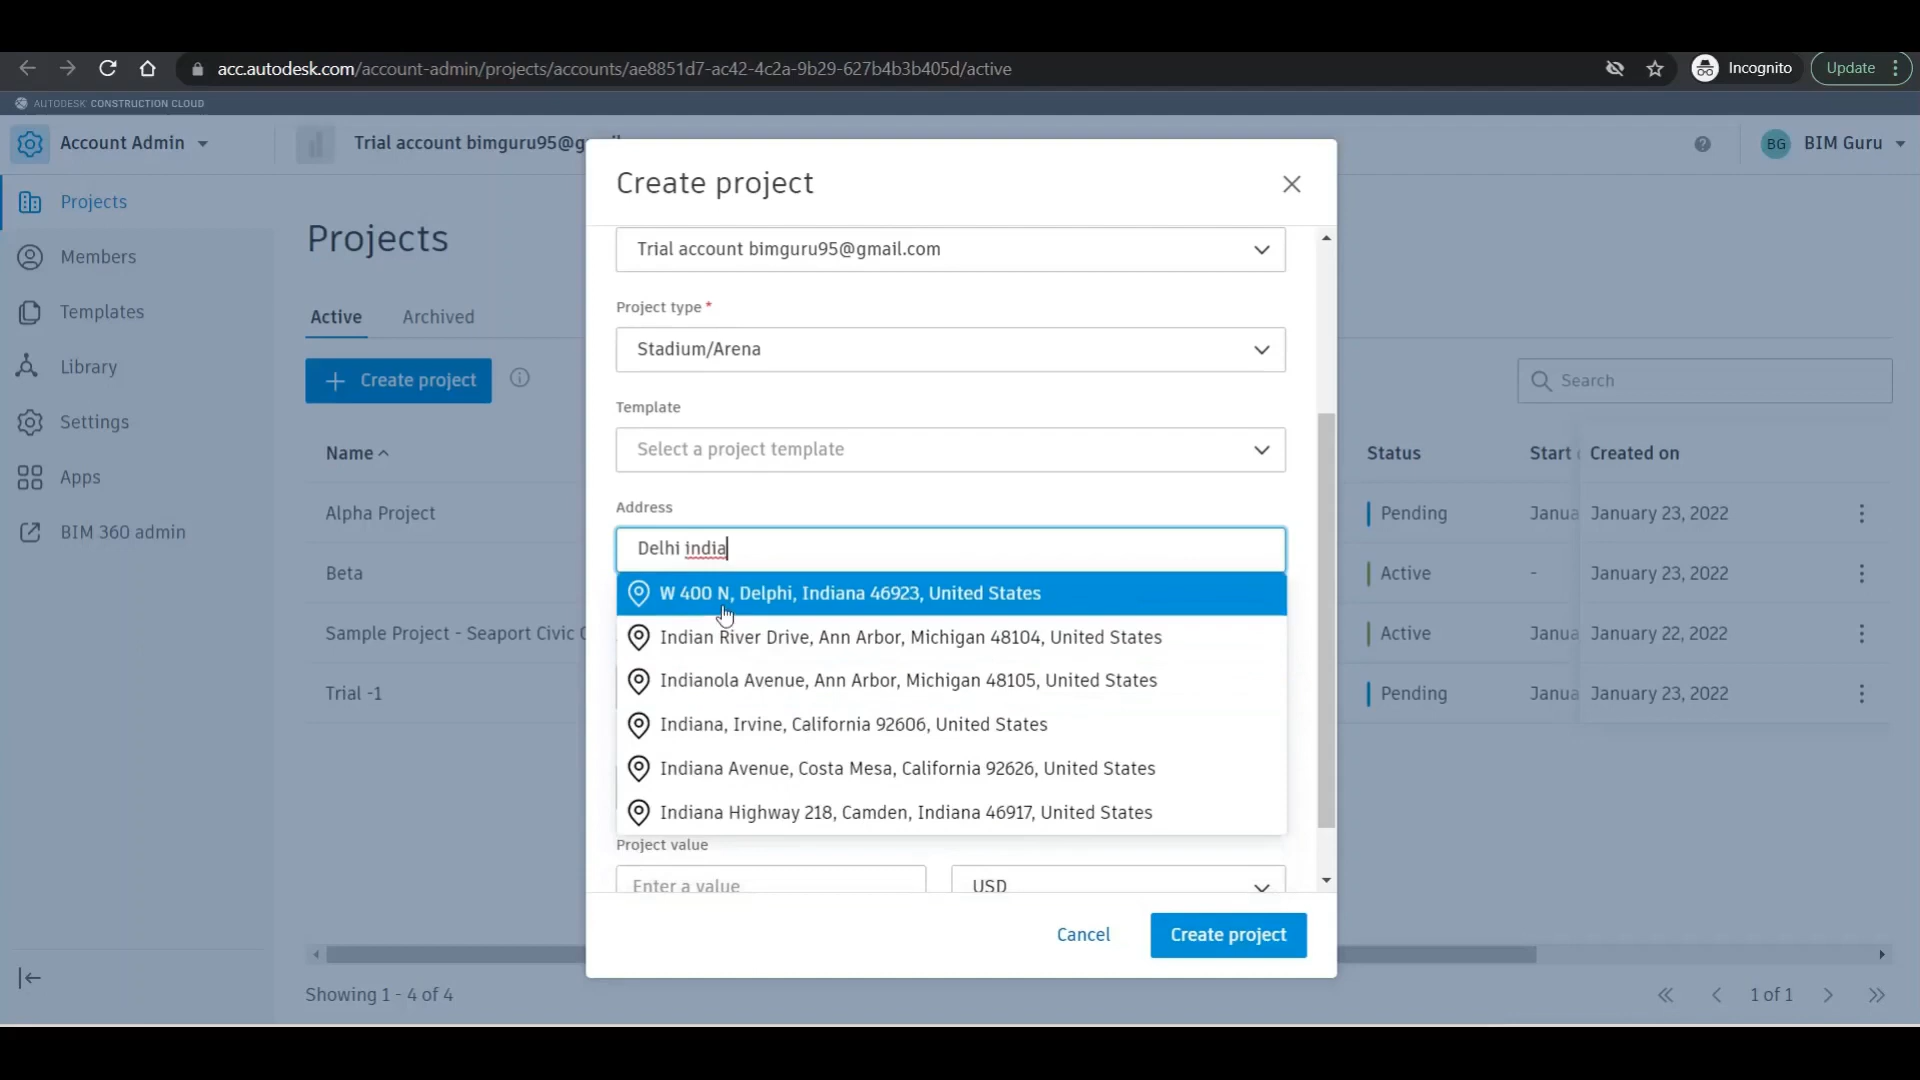 acc.autodesk.com/account-admin/projects/accounts/ae8851d7-ac42-4c2a-9b29-627b4b3b405d/active
Incognito
Update
AUTODESK CONSTRUCTION CLOUD
Account Admin
Trial account bimguru95@g
BG
BIM Guru
Projects
Members
Templates
Library
Settings
Apps
BIM 360 admin
Projects
Active
Archived
+ Create project
Search
Name
Status
Start
Created on
Alpha Project
Pending
Janua
January 23, 2022
Beta
Active
-
January 23, 2022
Sample Project - Seaport Civic
Active
Janua
January 22, 2022
Trial -1
Pending
Janua
January 23, 2022
Showing 1 - 4 of 4
1 of 1
Create project
Trial account bimguru95@gmail.com
Project type *
Stadium/Arena
Template
Select a project template
Address
Delhi india
W 400 N, Delphi, Indiana 46923, United States
Indian River Drive, Ann Arbor, Michigan 48104, United States
Indianola Avenue, Ann Arbor, Michigan 48105, United States
Indiana, Irvine, California 92606, United States
Indiana Avenue, Costa Mesa, California 92626, United States
Indiana Highway 218, Camden, Indiana 46917, United States
Project value
Enter a value
USD
Cancel
Create project